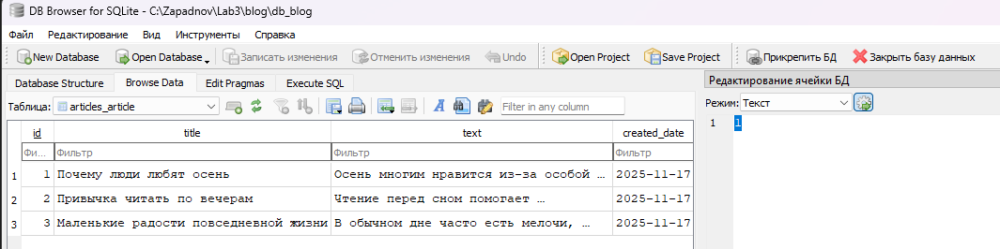 DB Browser for SQLite - C:\Zapadnov\Lab3\blog\db_blog
Файл Редактирование Вид Инструменты Справка
New Database Open Database Записать изменения Отменить изменения Undo Open Project Save Project Прикрепить БД Закрыть базу данных
Database Structure Browse Data Edit Pragmas Execute SQL
Таблица: articles_article Filter in any column
id title text created_date
Фи... Фильтр Фильтр Фильтр
1 1 Почему люди любят осень Осень многим нравится из-за особой … 2025-11-17
2 2 Привычка читать по вечерам Чтение перед сном помогает … 2025-11-17
3 3 Маленькие радости повседневной жизни В обычном дне часто есть мелочи, … 2025-11-17
Редактирование ячейки БД
Режим: Текст
1 1